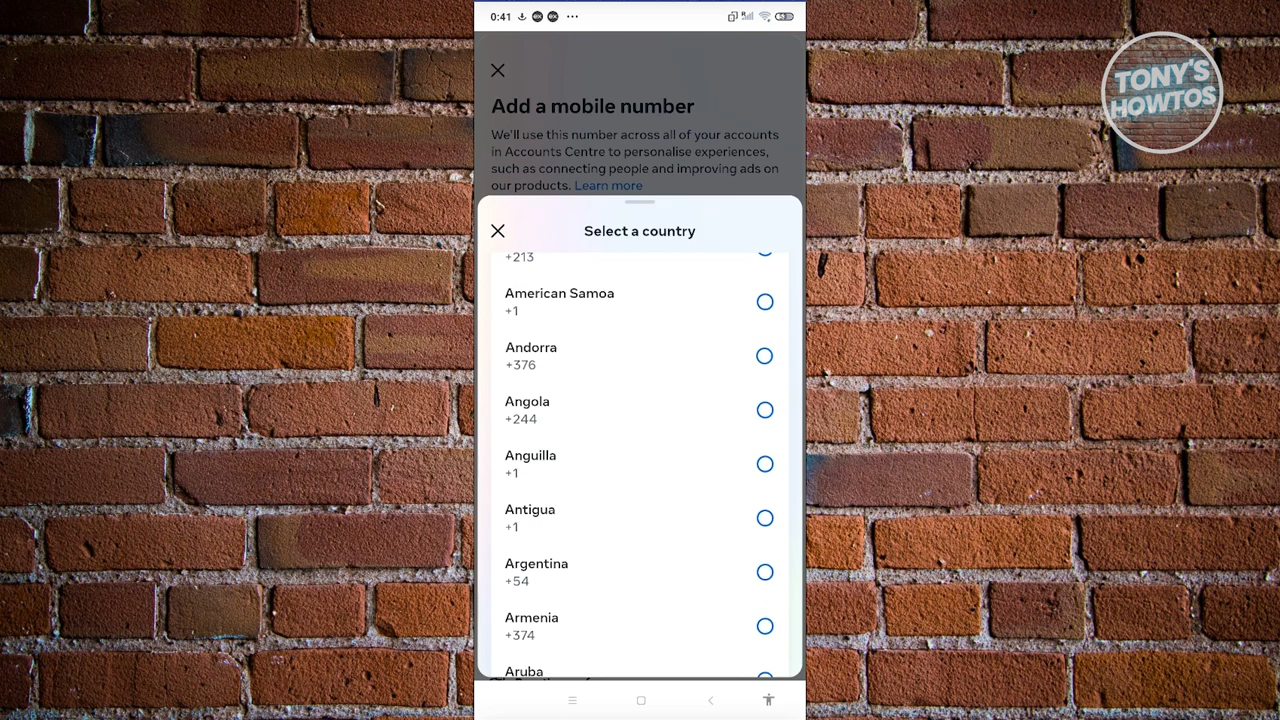 0:41
TONY'S
HOWTOS
Add a mobile number
We'll use this number across all of your accounts
in Accounts Centre to personalise experiences,
such as connecting people and improving ads on
our products. Learn more
Select a country
+213
American Samoa
+1
Andorra
+376
Angola
+244
Anguilla
+1
Antigua
+1
Argentina
+54
Armenia
+374
Aruba